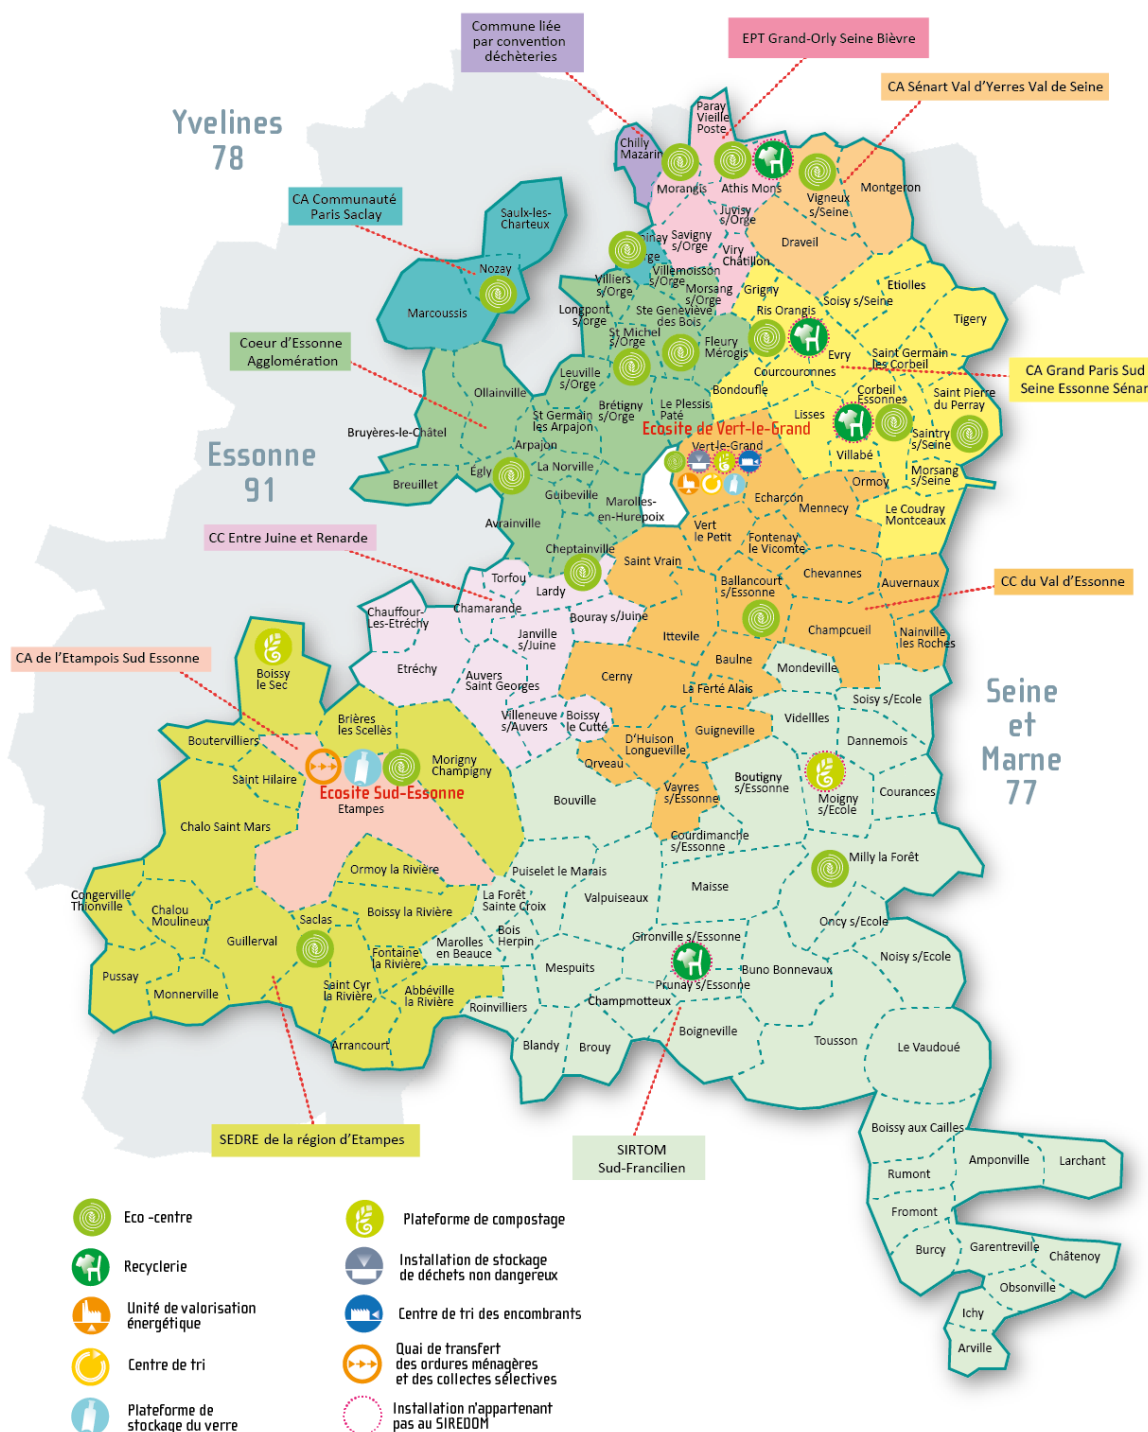 Commune liée
par convention
déchèteries
EPT Grand-Orly Seine Bièvre
CA Sénart Val d'Yerres Val de Seine
Yvelines
78
Paray
Vieille
Poste
Chilly
Mazarin
Morangis
Athis Mons
Vigneux
s/Seine
Montgeron
CA Communauté
Paris Saclay
Saulx-les-
Charteux
Juvisy
s/Orge
Savigny
s/Orge
Draveil
Viry
Châtillon
Nozay
Marcoussis
Villiers
s/Orge
Villemoisson
s/Orge
Morsang
s/Orge
Grigny
Etiolles
Soisy s/Seine
Longpont
s/orge
Ste Geneviève
des Bois
Ris Orangis
Tigery
Coeur d'Essonne
Agglomération
St Michel
s/Orge
Fleury
Mérogis
Evry
Saint Germain
les Corbeil
CA Grand Paris Sud
Seine Essonne Sénart
Courcouronnes
Leuville
s/Orge
Bondoufle
Corbeil
Essonnes
Saint Pierre
du Perray
Ollainville
Brétigny
s/Orge
Le Plessis
Paté
Lisses
St Germain
les Arpajon
Ecosite de Vert-le-Grand
Bruyères-le-Châtel
Arpajon
Vert-le-Grand
Saintry
s/Seine
Villabé
Essonne
91
Égly
La Norville
Morsang
s/Seine
Breuillet
Ormoy
Guibeville
Marolles-
en-Hurepoix
Echarcon
Mennecy
Le Coudray
Montceaux
Avrainville
Vert
le Petit
Fontenay
le Vicomte
CC Entre Juine et Renarde
Cheptainville
Saint Vrain
Chevannes
Torfou
Lardy
Ballancourt
s/Essonne
Auvernaux
CC du Val d'Essonne
Chauffour-
Les-Etréchy
Chamarande
Bouray s/Juine
Janville
s/Juine
Itteville
Champcueil
Nainville
les Roches
CA de l'Etampois Sud Essonne
Boissy
le Sec
Etréchy
Auvers
Saint Georges
Cerny
Baulne
Mondeville
La Ferté Alais
Soisy s/Ecole
Seine
et
Marne
77
Brières
les Scellès
Villeneuve
s/Auvers
Boissy
le Cutté
Guigneville
Videlles
Boutervilliers
D'Huison
Longueville
Dannemois
Morigny
Champigny
Orveau
Saint Hilaire
Boutigny
s/Essonne
Ecosite Sud-Essonne
Etampes
Bouville
Vayres
s/Essonne
Moigny
s/Ecole
Courances
Chalo Saint Mars
Courdimanche
s/Essonne
Milly la Forêt
Ormoy la Rivière
Puiselet le Marais
Maisse
Congerville
Thionville
La Forêt
Sainte Croix
Valpuiseaux
Chalou
Moulineux
Saclas
Boissy la Rivière
Oncy s/Ecole
Bois
Herpin
Guillerval
Marolles
en Beauce
Gironville s/Essonne
Fontaine
la Rivière
Noisy s/Ecole
Pussay
Mespuits
Buno Bonnevaux
Monnerville
Saint Cyr
la Rivière
Abbéville
la Rivière
Prunay s/Essonne
Roinvilliers
Champmotteux
Boigneville
Arrancourt
Blandy
Brouy
Tousson
Le Vaudoué
SEDRE de la région d'Etampes
SIRTOM
Sud-Francilien
Boissy aux Cailles
Amponville
Larchant
Rumont
Fromont
Burcy
Garentreville
Châtenoy
Obsonville
Ichy
Arville
Eco -centre
Recyclerie
Unité de valorisation
énergétique
Centre de tri
Plateforme de
stockage du verre
Plateforme de compostage
Installation de stockage
de déchets non dangereux
Centre de tri des encombrants
Quai de transfert
des ordures ménagères
et des collectes sélectives
Installation n'appartenant
pas au SIREDOM